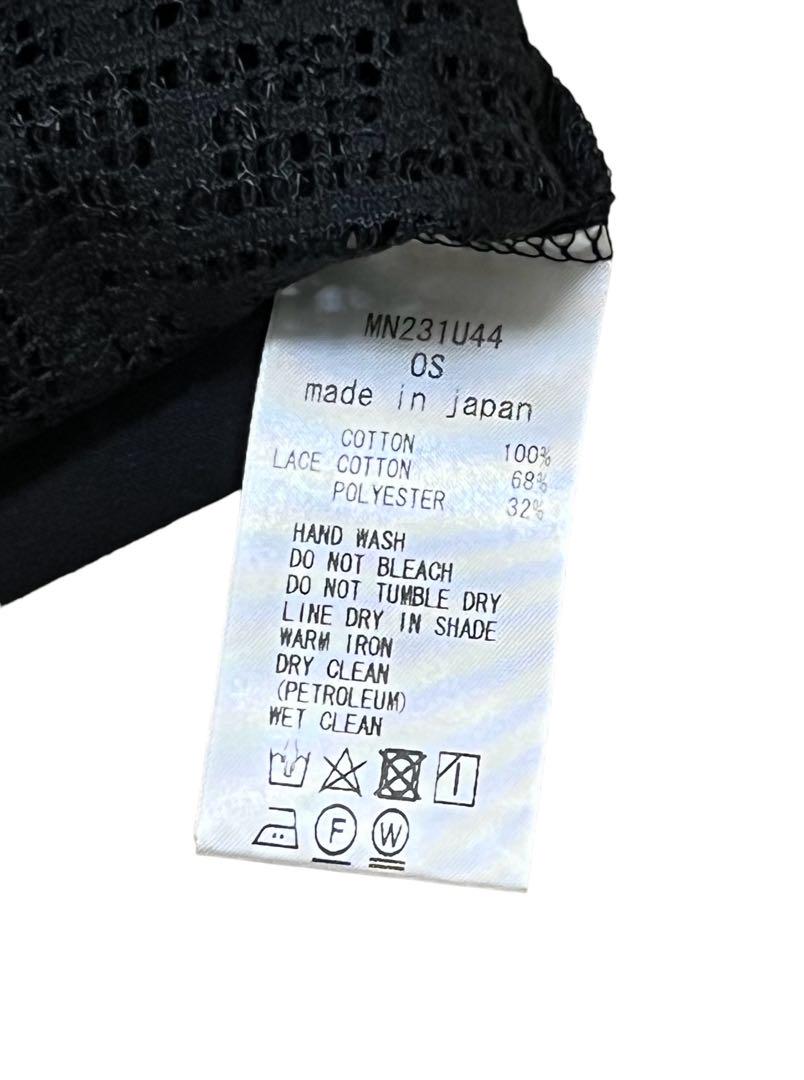 MN231U44
OS
made in japan
COTTON 100%
LACE COTTON 68%
POLYESTER 32%
HAND WASH
DO NOT BLEACH
DO NOT TUMBLE DRY
LINE DRY IN SHADE
WARM IRON
DRY CLEAN
(PETROLEUM)
WET CLEAN
F W